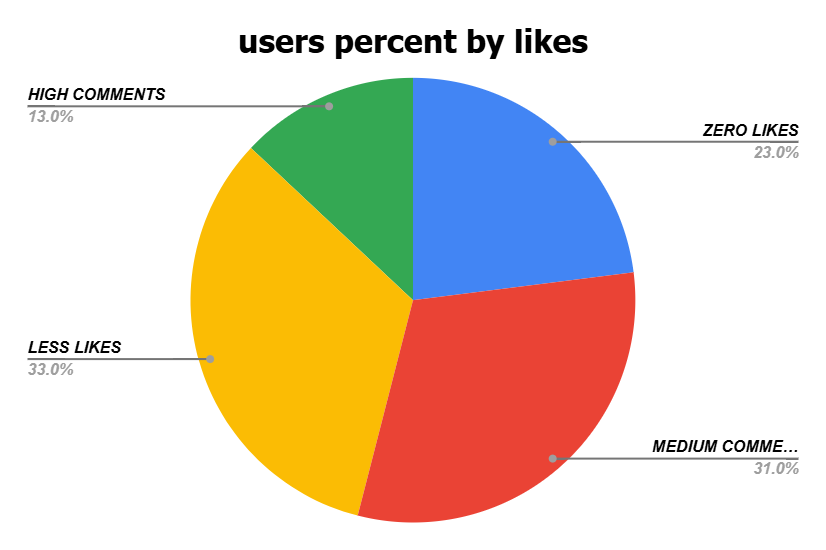 users percent by likes
HIGH COMMENTS
13.0%
ZERO LIKES
23.0%
LESS LIKES
33.0%
MEDIUM COMME...
31.0%